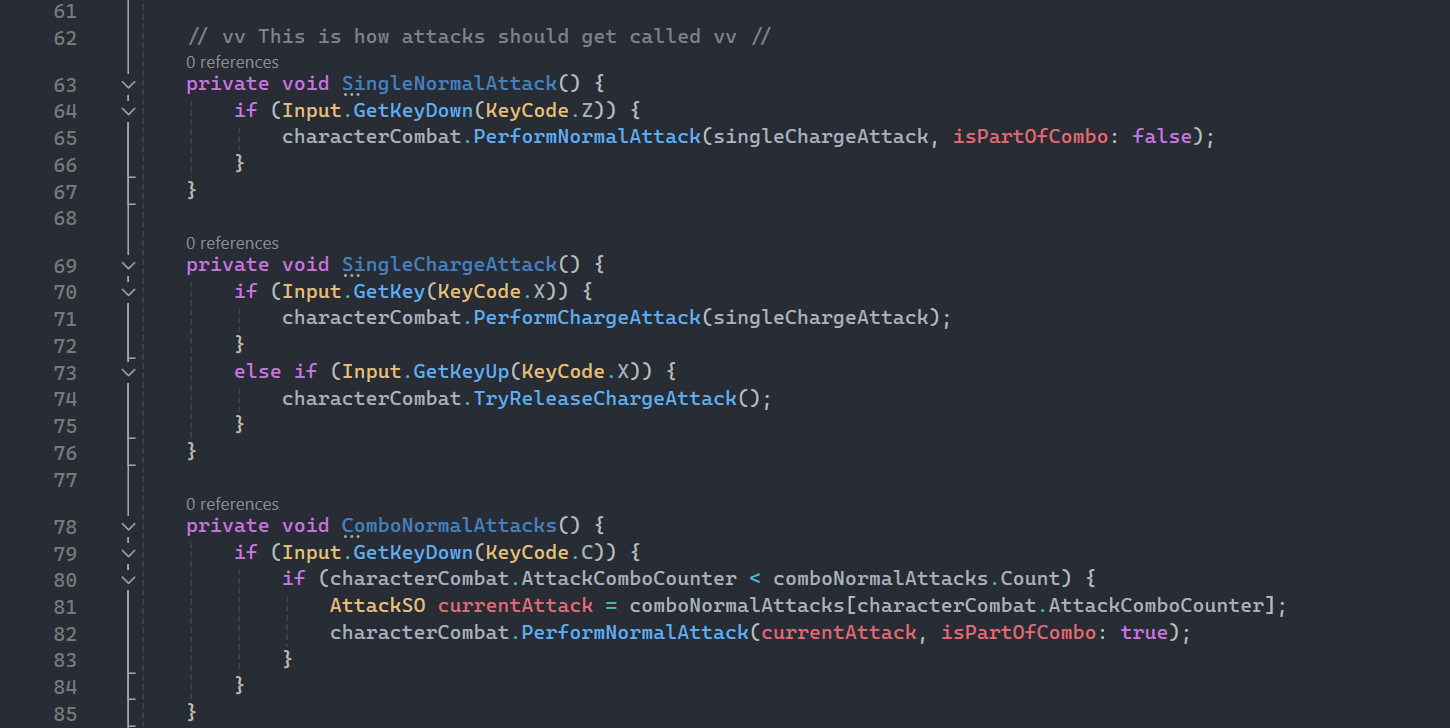 61
62 // vv This is how attacks should get called vv //
0 references
63 private void SingleNormalAttack() {
64 if (Input.GetKeyDown(KeyCode.Z)) {
65 characterCombat.PerformNormalAttack(singleChargeAttack, isPartOfCombo: false);
66 }
67 }
68
0 references
69 private void SingleChargeAttack() {
70 if (Input.GetKey(KeyCode.X)) {
71 characterCombat.PerformChargeAttack(singleChargeAttack);
72 }
73 else if (Input.GetKeyUp(KeyCode.X)) {
74 characterCombat.TryReleaseChargeAttack();
75 }
76 }
77
0 references
78 private void ComboNormalAttacks() {
79 if (Input.GetKeyDown(KeyCode.C)) {
80 if (characterCombat.AttackComboCounter < comboNormalAttacks.Count) {
81 AttackSO currentAttack = comboNormalAttacks[characterCombat.AttackComboCounter];
82 characterCombat.PerformNormalAttack(currentAttack, isPartOfCombo: true);
83 }
84 }
85 }